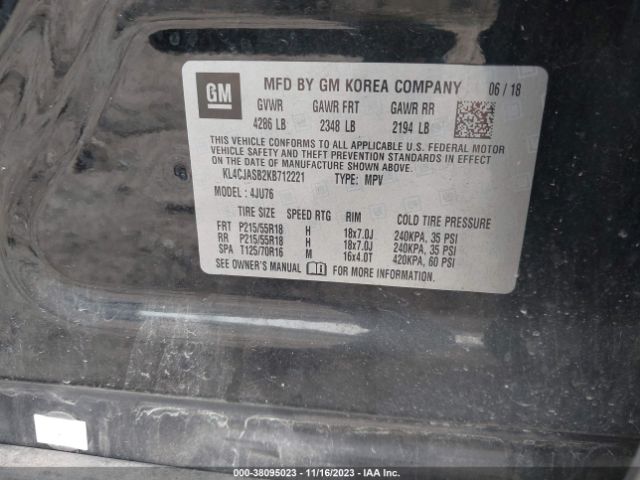 GM
MFD BY GM KOREA COMPANY 06 / 18
GVWR GAWR FRT GAWR RR
4286 LB 2348 LB 2194 LB
THIS VEHICLE CONFORMS TO ALL APPLICABLE U.S. FEDERAL MOTOR
VEHICLE SAFETY AND THEFT PREVENTION STANDARDS IN EFFECT ON
THE DATE OF MANUFACTURE SHOWN ABOVE.
KL4CJASB2KB712221 TYPE: MPV
MODEL: 4JU76
TIRE SIZE SPEED RTG RIM COLD TIRE PRESSURE
FRT P215/55R18 H 18x7.0J 240KPA, 35 PSI
RR P215/55R18 H 18x7.0J 240KPA, 35 PSI
SPA T125/70R16 M 16x4.0T 420KPA, 60 PSI
SEE OWNER'S MANUAL FOR MORE INFORMATION.
000-38095023 - 11/16/2023 - IAA Inc.